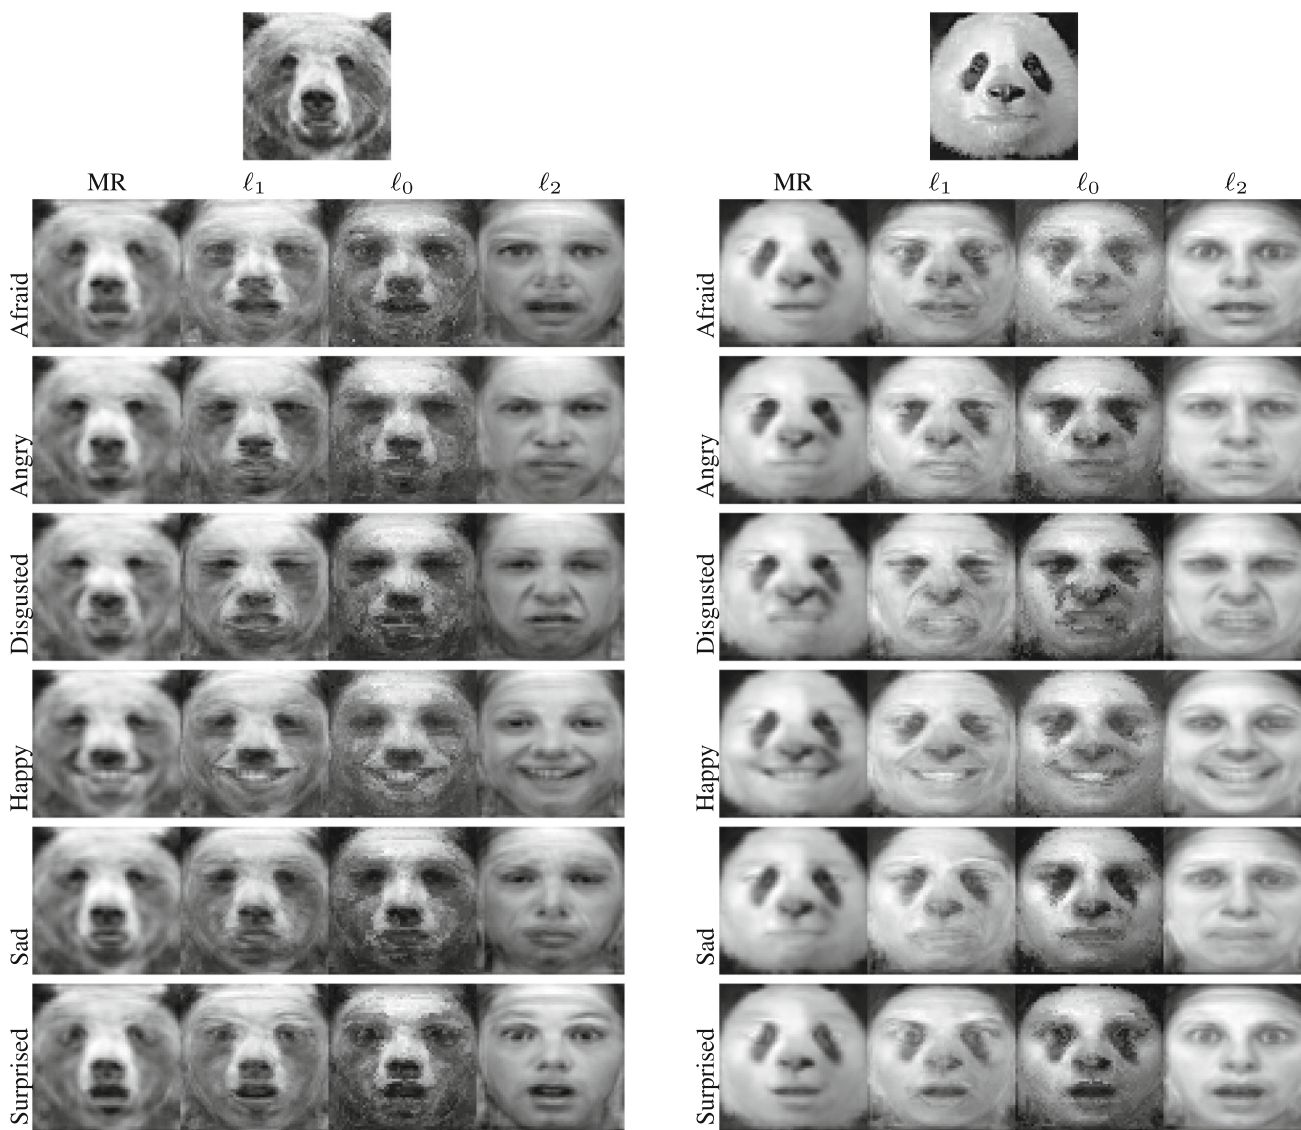 MR ℓ1 ℓ0 ℓ2 MR ℓ1 ℓ0 ℓ2
Afraid Afraid
Angry Angry
Disgusted Disgusted
Happy Happy
Sad Sad
Surprised Surprised